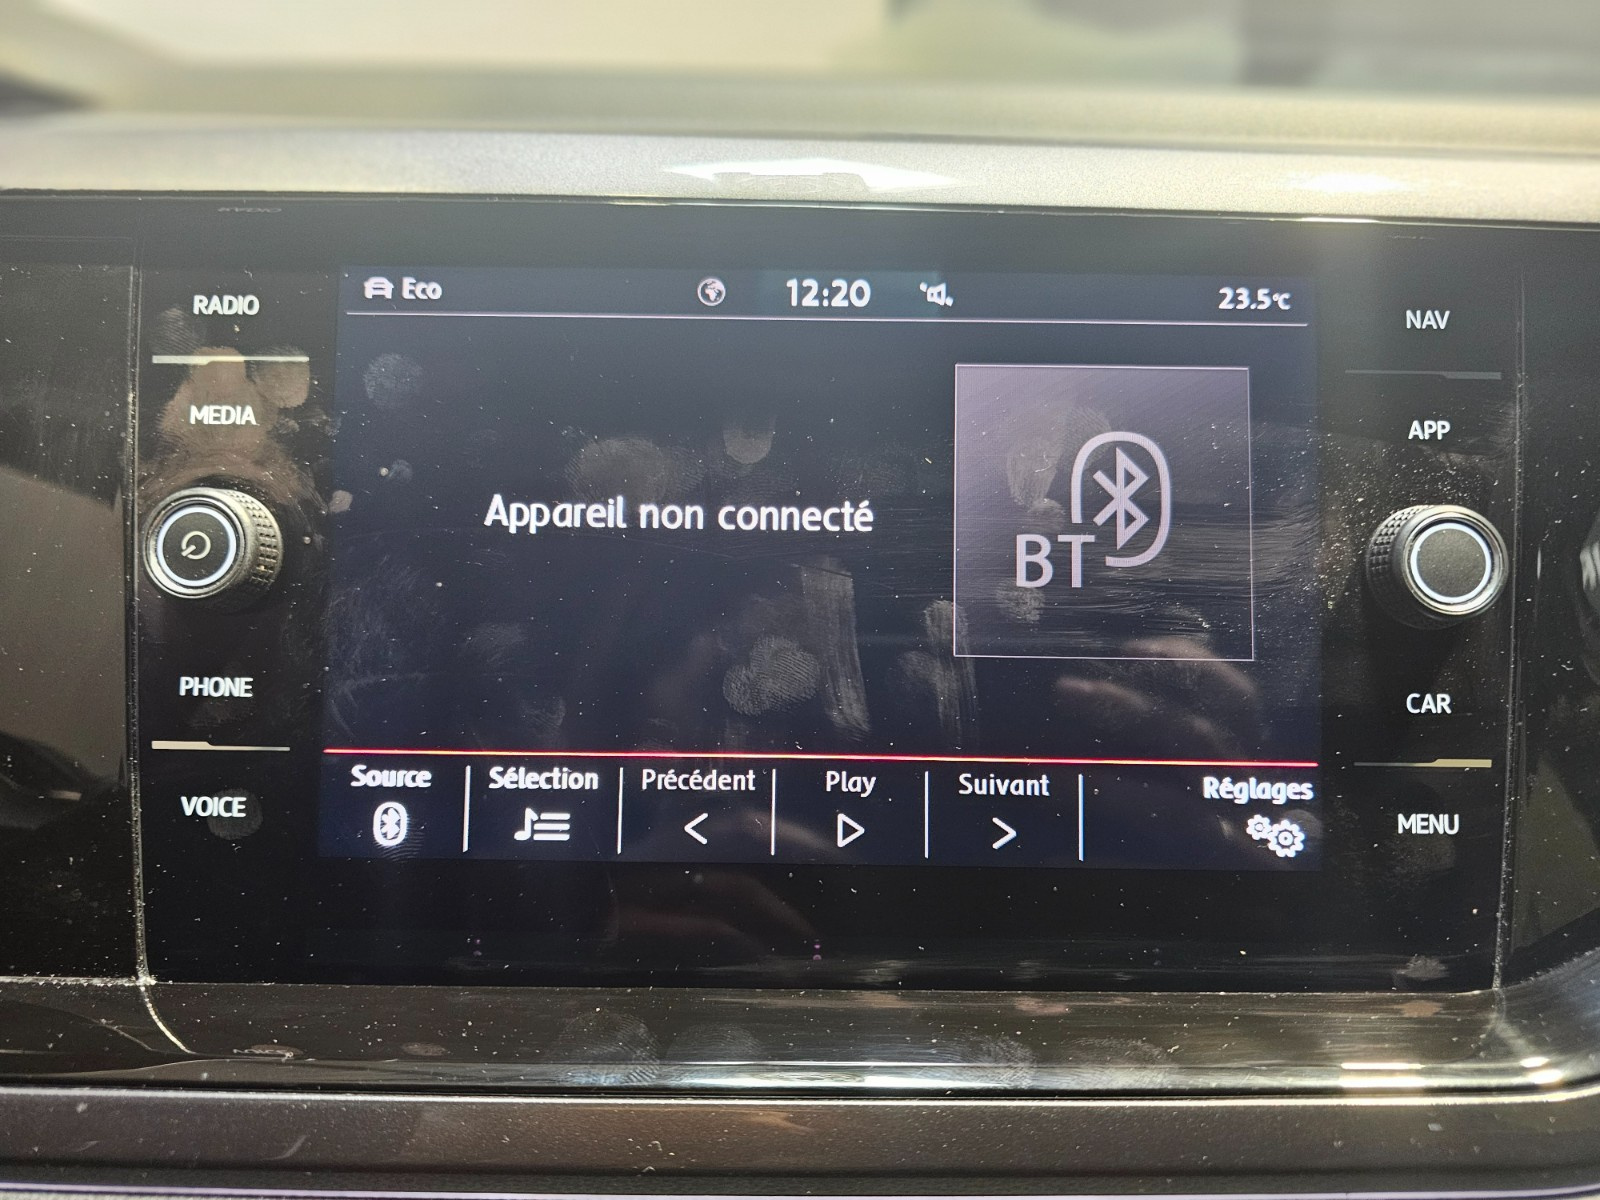 RADIO
MEDIA
PHONE
VOICE
Eco
12:20
23.5°C
Appareil non connecté
BT
Source
Sélection
Précédent
Play
Suivant
Réglages
NAV
APP
CAR
MENU